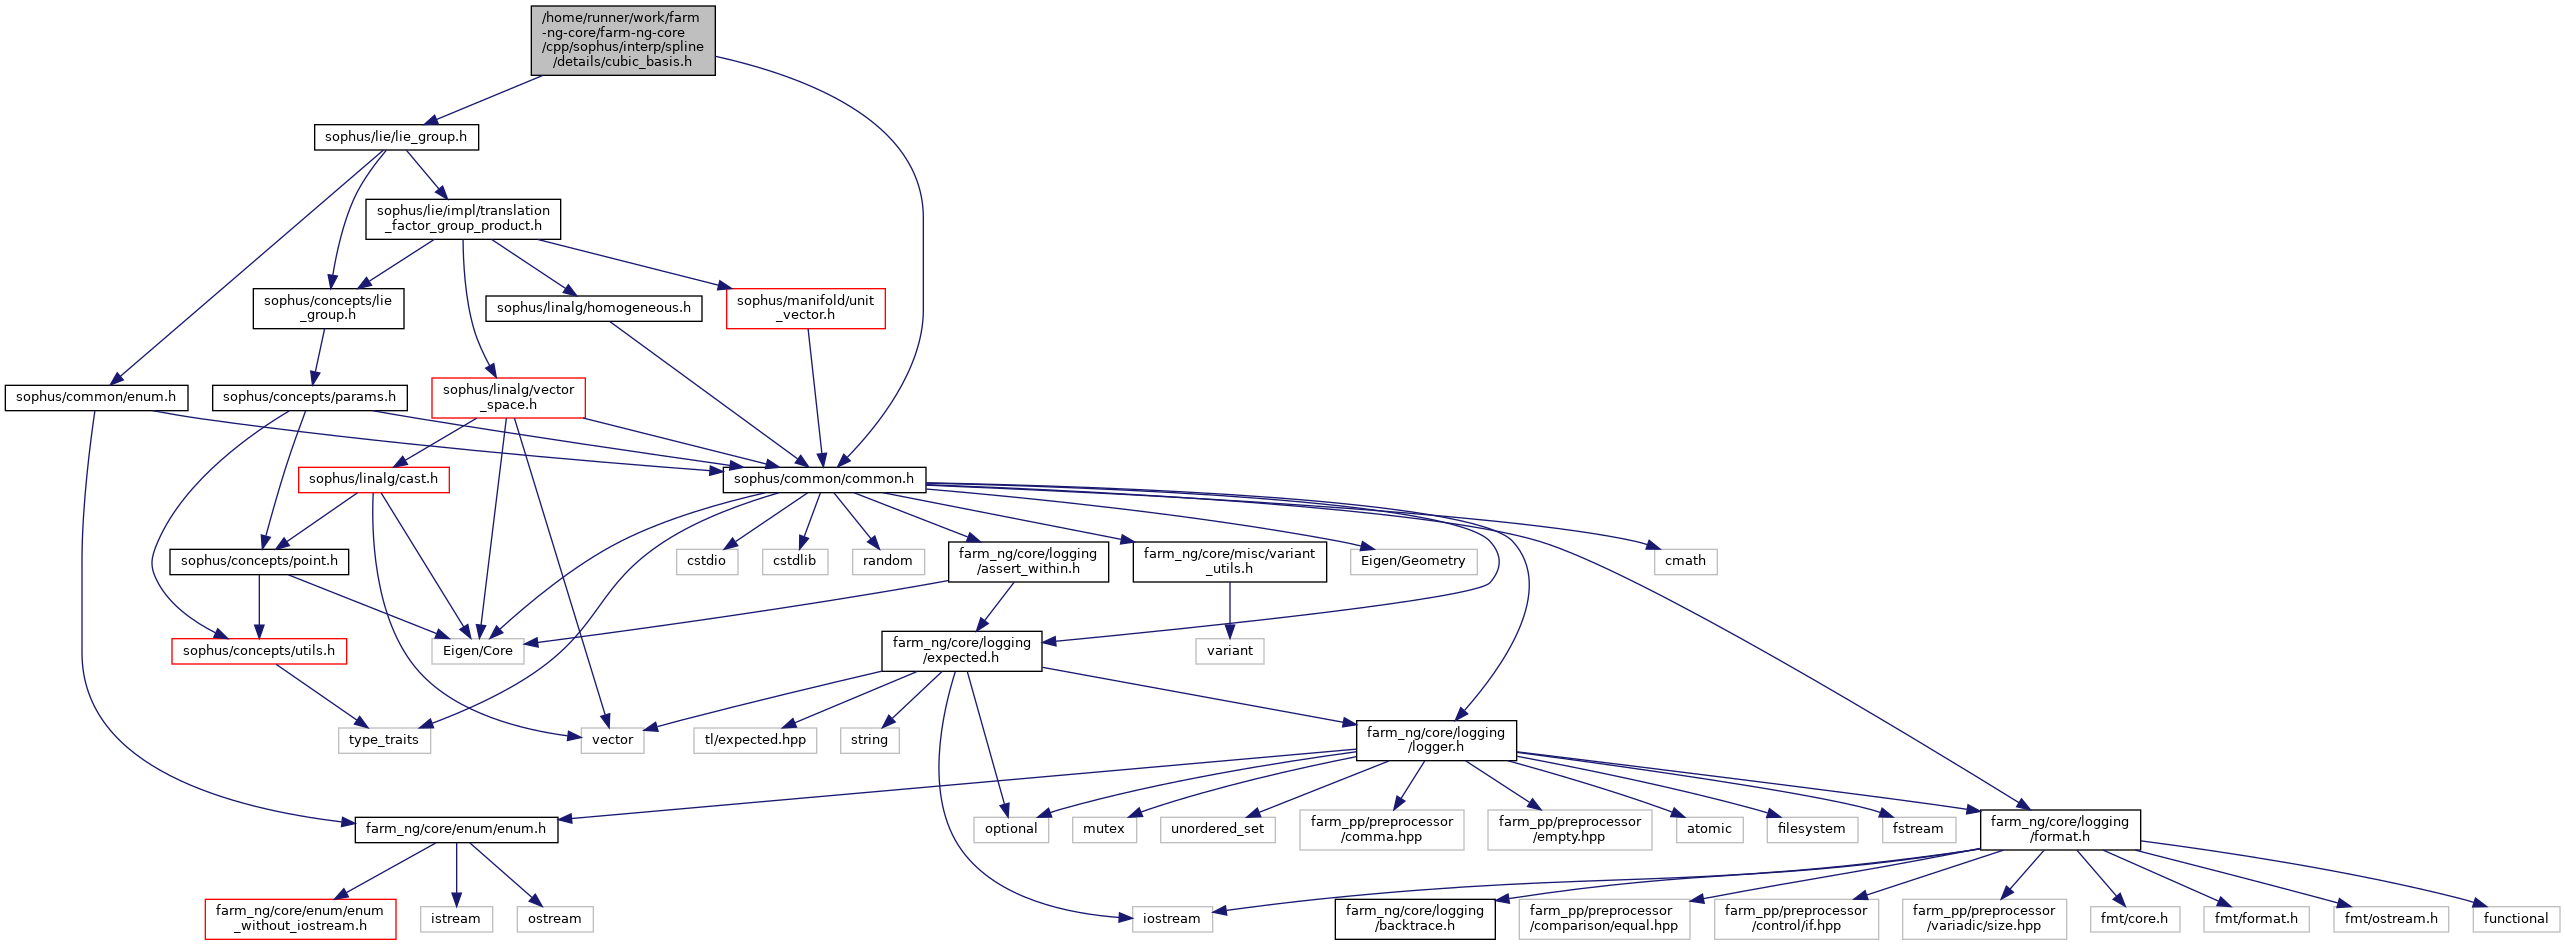 /home/runner/work/farm
-ng-core/farm-ng-core
/cpp/sophus/interp/spline
/details/cubic_basis.h
sophus/lie/lie_group.h
sophus/lie/impl/translation
_factor_group_product.h
sophus/concepts/lie
_group.h
sophus/linalg/homogeneous.h
sophus/manifold/unit
_vector.h
sophus/common/enum.h
sophus/concepts/params.h
sophus/linalg/vector
_space.h
sophus/linalg/cast.h
sophus/common/common.h
sophus/concepts/point.h
cstdio
cstdlib
random
farm_ng/core/logging
/assert_within.h
farm_ng/core/misc/variant
_utils.h
Eigen/Geometry
cmath
sophus/concepts/utils.h
Eigen/Core
farm_ng/core/logging
/expected.h
variant
type_traits
vector
tl/expected.hpp
string
farm_ng/core/logging
/logger.h
farm_ng/core/enum/enum.h
optional
mutex
unordered_set
farm_pp/preprocessor
/comma.hpp
farm_pp/preprocessor
/empty.hpp
atomic
filesystem
fstream
farm_ng/core/logging
/format.h
farm_ng/core/enum/enum
_without_iostream.h
istream
ostream
iostream
farm_ng/core/logging
/backtrace.h
farm_pp/preprocessor
/comparison/equal.hpp
farm_pp/preprocessor
/control/if.hpp
farm_pp/preprocessor
/variadic/size.hpp
fmt/core.h
fmt/format.h
fmt/ostream.h
functional